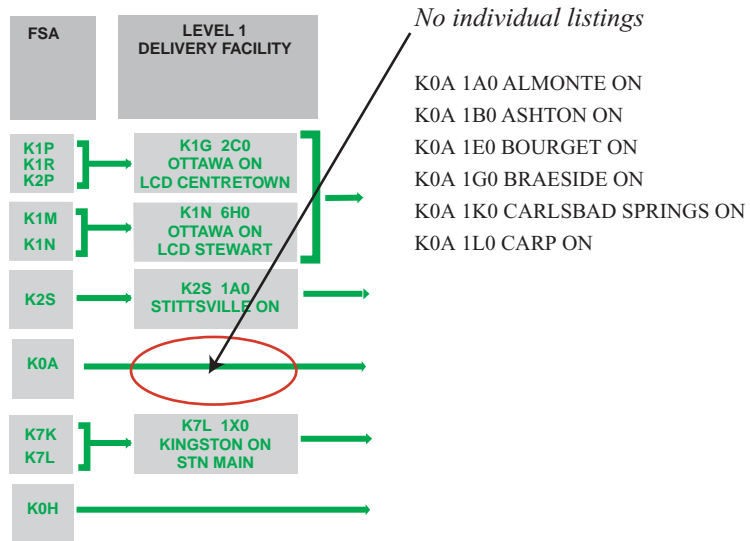 FSA
LEVEL 1
DELIVERY FACILITY
No individual listings
K0A 1A0 ALMONTE ON
K0A 1B0 ASHTON ON
K0A 1E0 BOURGET ON
K0A 1G0 BRAESIDE ON
K0A 1K0 CARLSBAD SPRINGS ON
K0A 1L0 CARP ON
K1P
K1R
K2P
K1G 2C0
OTTAWA ON
LCD CENTRETOWN
K1M
K1N
K1N 6H0
OTTAWA ON
LCD STEWART
K2S
K2S 1A0
STITTSVILLE ON
K0A
K7K
K7L
K7L 1X0
KINGSTON ON
STN MAIN
K0H